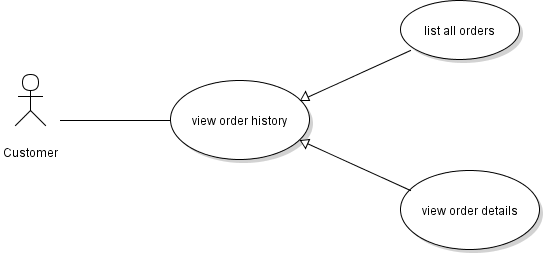 list all orders
view order history
Customer
view order details